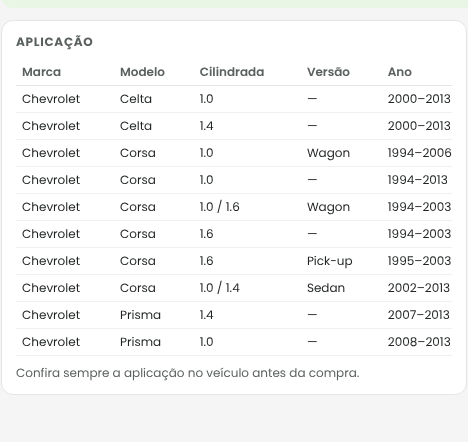 APLICAÇÃO
Marca Modelo Cilindrada Versão Ano
Chevrolet Celta 1.0 — 2000–2013
Chevrolet Celta 1.4 — 2000–2013
Chevrolet Corsa 1.0 Wagon 1994–2006
Chevrolet Corsa 1.0 — 1994–2013
Chevrolet Corsa 1.0 / 1.6 Wagon 1994–2003
Chevrolet Corsa 1.6 — 1994–2003
Chevrolet Corsa 1.6 Pick-up 1995–2003
Chevrolet Corsa 1.0 / 1.4 Sedan 2002–2013
Chevrolet Prisma 1.4 — 2007–2013
Chevrolet Prisma 1.0 — 2008–2013
Confira sempre a aplicação no veículo antes da compra.